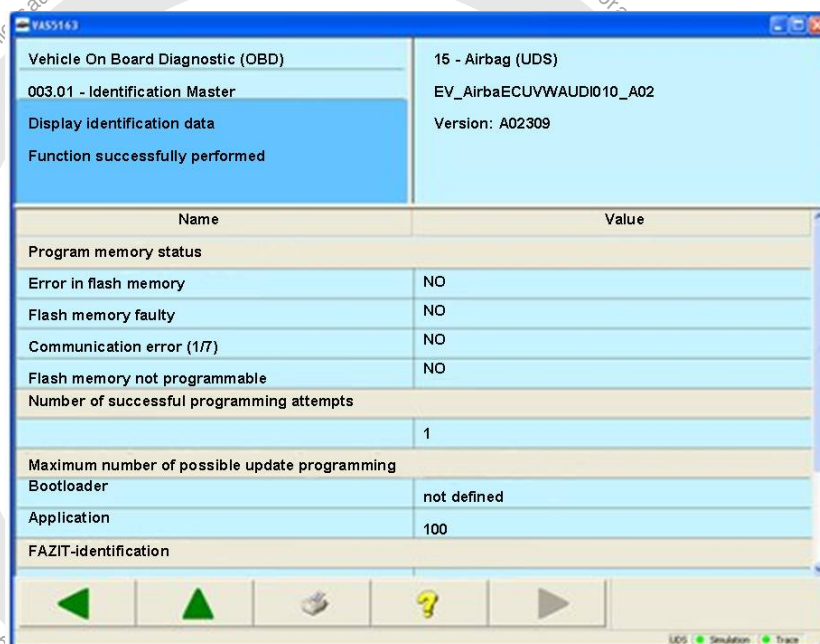 VAS5163
Vehicle On Board Diagnostic (OBD)
003.01 - Identification Master
Display identification data
Function successfully performed
15 - Airbag (UDS)
EV_AirbaECUVWAUDI010_A02
Version: A02309
Name Value
Program memory status
Error in flash memory NO
Flash memory faulty NO
Communication error (1/7) NO
Flash memory not programmable NO
Number of successful programming attempts
1
Maximum number of possible update programming
Bootloader not defined
Application 100
FAZIT-identification
UDS Simulation Trace